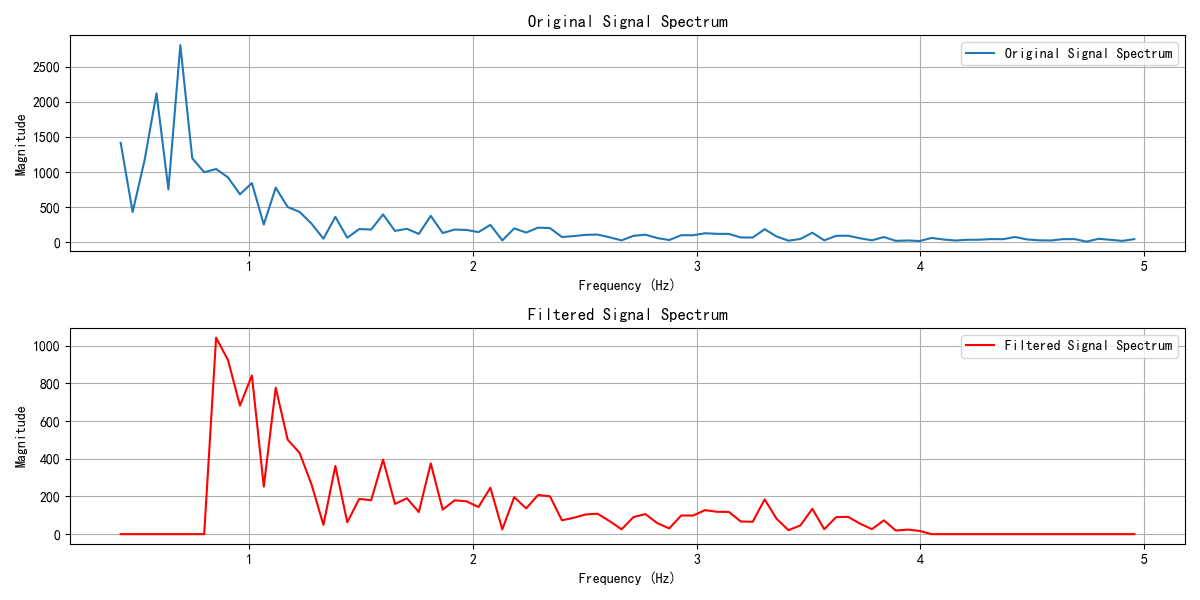 Original Signal Spectrum
Original Signal Spectrum
Magnitude
2500
2000
1500
1000
500
0
1 2 3 4 5
Frequency (Hz)
Filtered Signal Spectrum
Filtered Signal Spectrum
Magnitude
1000
800
600
400
200
0
1 2 3 4 5
Frequency (Hz)